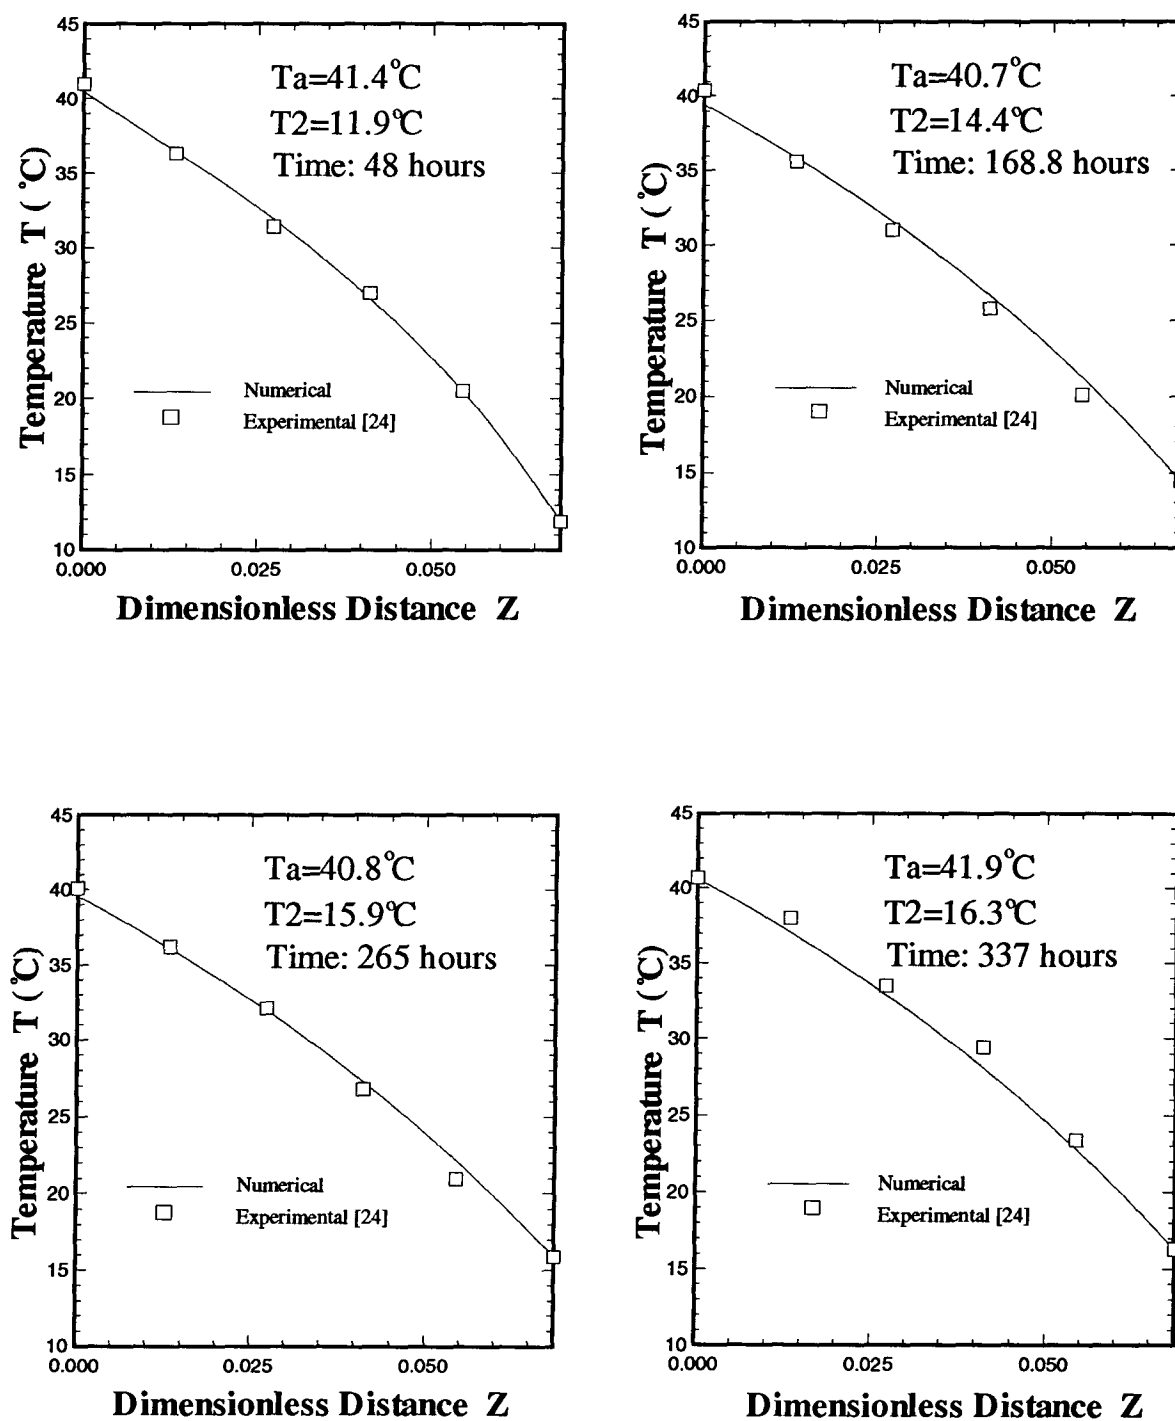 45
40
35
30
25
20
15
10
Temperature T ( °C)
Ta=41.4°C
T2=11.9°C
Time: 48 hours
Numerical
Experimental [24]
0.000 0.025 0.050
Dimensionless Distance Z
45
40
35
30
25
20
15
10
Temperature T ( °C)
Ta=40.7°C
T2=14.4°C
Time: 168.8 hours
Numerical
Experimental [24]
0.000 0.025 0.050
Dimensionless Distance Z
45
40
35
30
25
20
15
10
Temperature T ( °C)
Ta=40.8°C
T2=15.9°C
Time: 265 hours
Numerical
Experimental [24]
0.000 0.025 0.050
Dimensionless Distance Z
45
40
35
30
25
20
15
10
Temperature T (°C)
Ta=41.9°C
T2=16.3°C
Time: 337 hours
Numerical
Experimental [24]
0.000 0.025 0.050
Dimensionless Distance Z